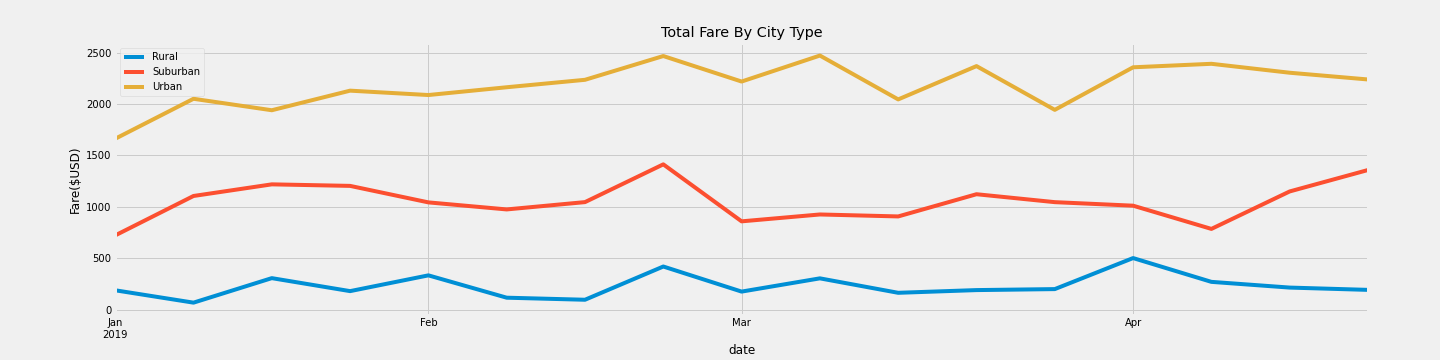 Total Fare By City Type
Rural
Suburban
Urban
Fare($USD)
2500
2000
1500
1000
500
0
Jan Feb Mar Apr
2019
date